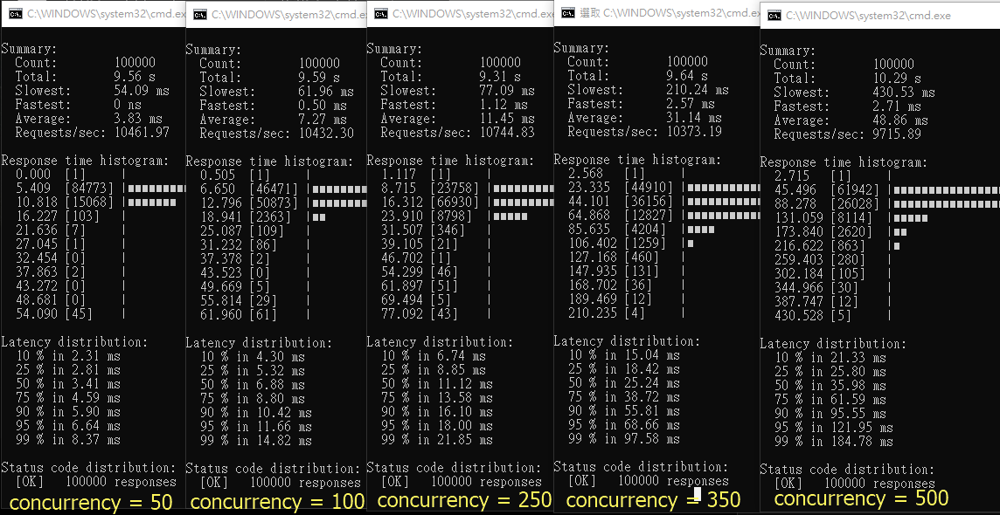 C:\WINDOWS\system32\cmd.ex
Summary:
Count: 100000
Total: 9.56 s
Slowest: 54.09 ms
Fastest: 0 ns
Average: 3.83 ms
Requests/sec: 10461.97
Response time histogram:
0.000 [1] |
5.409 [84773] |
10.818 [15068] |
16.227 [103] |
21.636 [7] |
27.045 [1] |
32.454 [0] |
37.863 [2] |
43.272 [0] |
48.681 [0] |
54.090 [45] |
Latency distribution:
10 % in 2.31 ms
25 % in 2.81 ms
50 % in 3.41 ms
75 % in 4.59 ms
90 % in 5.90 ms
95 % in 6.64 ms
99 % in 8.37 ms
Status code distribution:
[OK] 100000 responses
concurrency = 50
C:\WINDOWS\system32\cmd.e
Summary:
Count: 100000
Total: 9.59 s
Slowest: 61.96 ms
Fastest: 0.50 ms
Average: 7.27 ms
Requests/sec: 10432.30
Response time histogram:
0.505 [1] |
6.650 [46471] |
12.796 [50873] |
18.941 [2363] |
25.087 [109] |
31.232 [86] |
37.378 [2] |
43.523 [0] |
49.669 [5] |
55.814 [29] |
61.960 [61] |
Latency distribution:
10 % in 4.30 ms
25 % in 5.32 ms
50 % in 6.88 ms
75 % in 8.80 ms
90 % in 10.42 ms
95 % in 11.66 ms
99 % in 14.82 ms
Status code distribution:
[OK] 100000 responses
concurrency = 100
C:\WINDOWS\system32\cmd.exe
Summary:
Count: 100000
Total: 9.31 s
Slowest: 77.09 ms
Fastest: 1.12 ms
Average: 11.45 ms
Requests/sec: 10744.83
Response time histogram:
1.117 [1] |
8.715 [23758] |
16.312 [66930] |
23.910 [8798] |
31.507 [346] |
39.105 [21] |
46.702 [1] |
54.299 [46] |
61.897 [51] |
69.494 [5] |
77.092 [43] |
Latency distribution:
10 % in 6.74 ms
25 % in 8.85 ms
50 % in 11.12 ms
75 % in 13.58 ms
90 % in 16.10 ms
95 % in 18.00 ms
99 % in 21.85 ms
Status code distribution:
[OK] 100000 responses
concurrency = 250
選取 C:\WINDOWS\system32\cmd.ex
Summary:
Count: 100000
Total: 9.64 s
Slowest: 210.24 ms
Fastest: 2.57 ms
Average: 31.14 ms
Requests/sec: 10373.19
Response time histogram:
2.568 [1] |
23.335 [44910] |
44.101 [36156] |
64.868 [12827] |
85.635 [4204] |
106.402 [1259] |
127.168 [460] |
147.935 [131] |
168.702 [36] |
189.469 [12] |
210.235 [4] |
Latency distribution:
10 % in 15.04 ms
25 % in 18.42 ms
50 % in 25.24 ms
75 % in 38.72 ms
90 % in 55.81 ms
95 % in 68.66 ms
99 % in 97.58 ms
Status code distribution:
[OK] 100000 responses
concurrency = 350
C:\WINDOWS\system32\cmd.exe
Summary:
Count: 100000
Total: 10.29 s
Slowest: 430.53 ms
Fastest: 2.71 ms
Average: 48.86 ms
Requests/sec: 9715.89
Response time histogram:
2.715 [1] |
45.496 [61942] |
88.278 [26028] |
131.059 [8114] |
173.840 [2620] |
216.622 [863] |
259.403 [280] |
302.184 [105] |
344.966 [30] |
387.747 [12] |
430.528 [5] |
Latency distribution:
10 % in 21.33 ms
25 % in 25.80 ms
50 % in 35.98 ms
75 % in 61.59 ms
90 % in 95.55 ms
95 % in 121.95 ms
99 % in 184.78 ms
Status code distribution:
[OK] 100000 responses
concurrency = 500